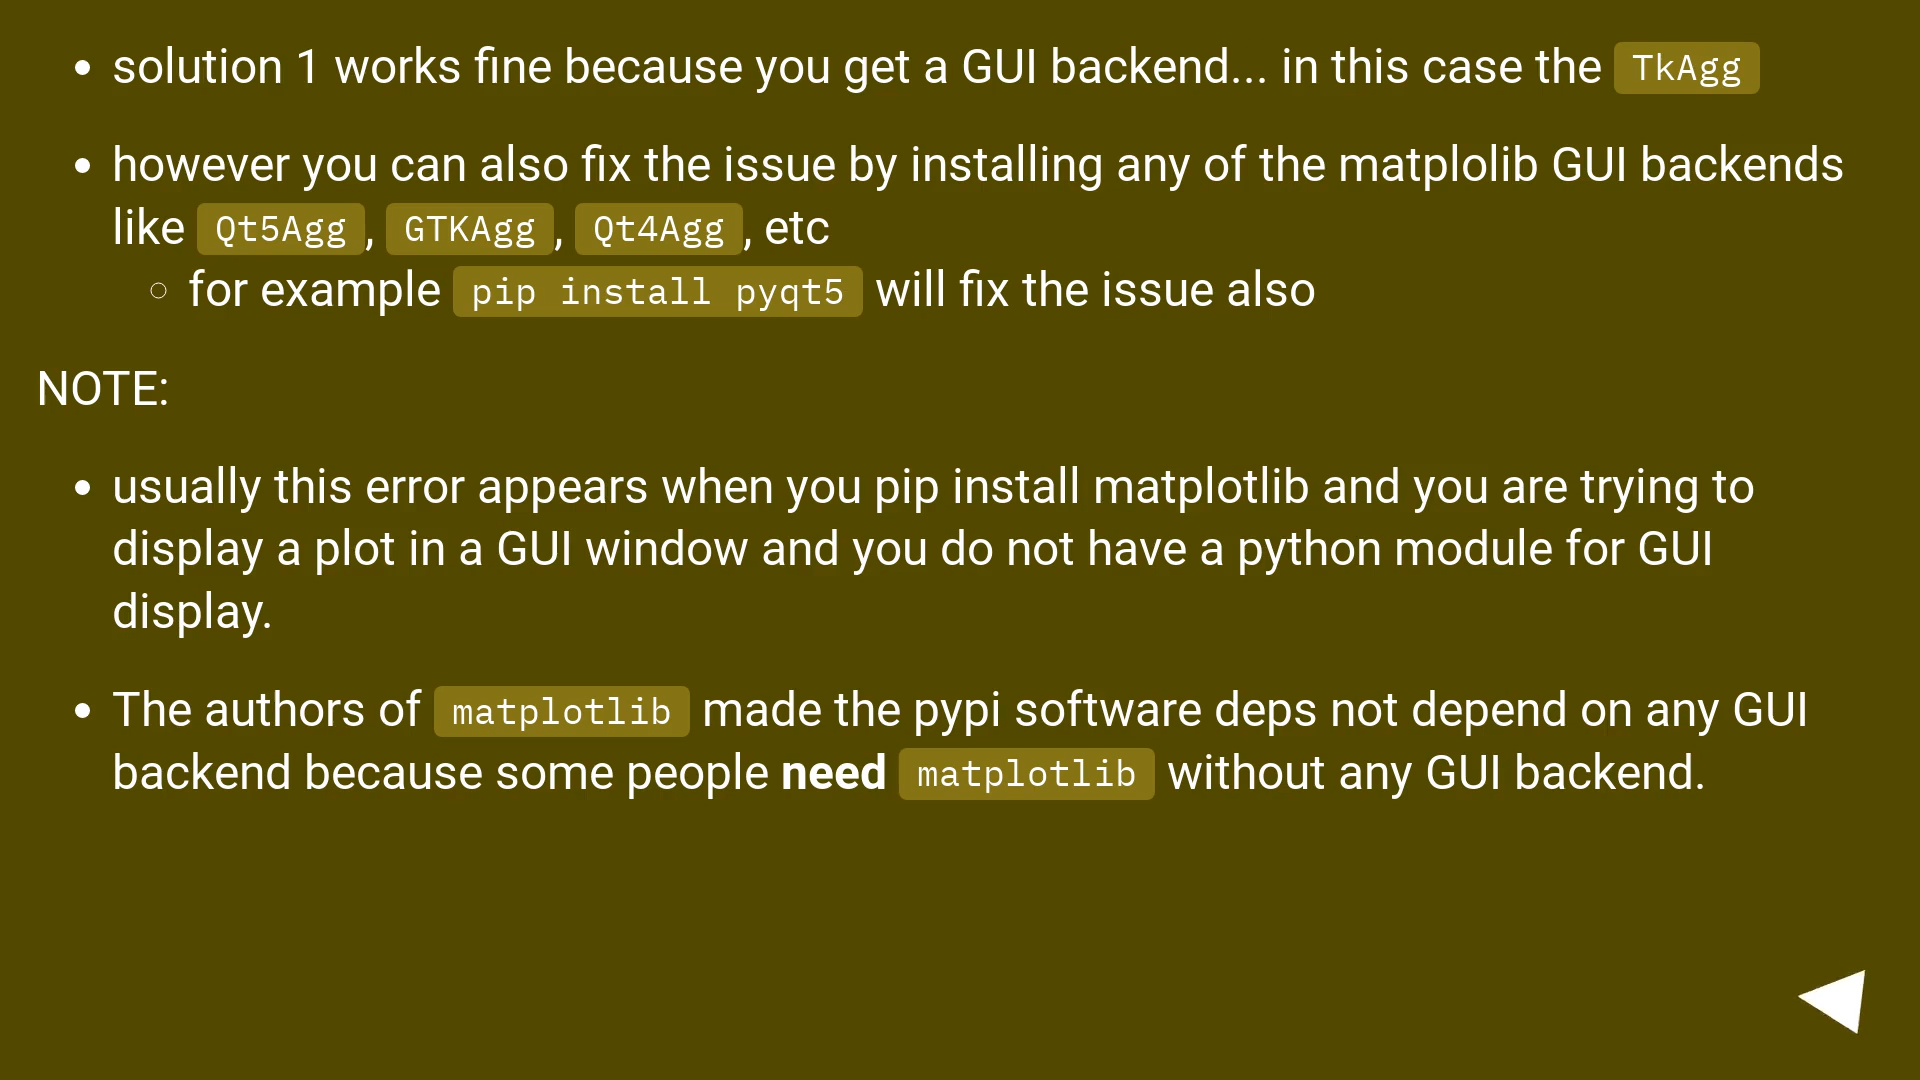 solution 1 works fine because you get a GUI backend... in this case the TkAgg
however you can also fix the issue by installing any of the matplolib GUI backends
like Qt5Agg, GTKAgg, Qt4Agg, etc
for example pip install pyqt5 will fix the issue also
NOTE:
usually this error appears when you pip install matplotlib and you are trying to
display a plot in a GUI window and you do not have a python module for GUI
display.
The authors of matplotlib made the pypi software deps not depend on any GUI
backend because some people need matplotlib without any GUI backend.